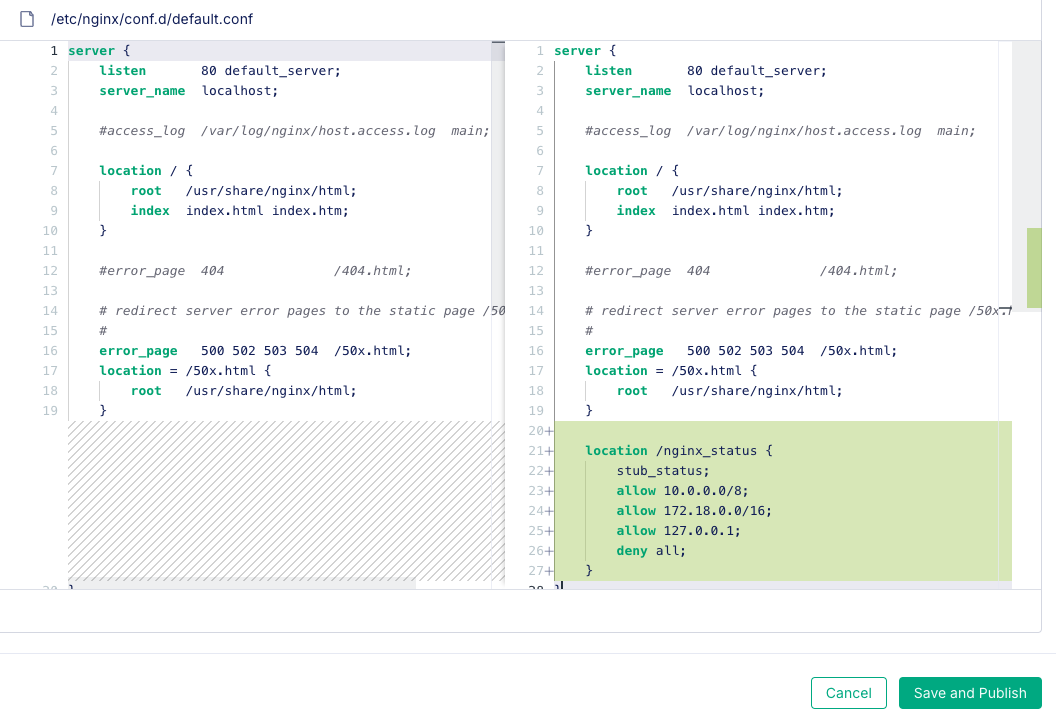 /etc/nginx/conf.d/default.conf
1 server {
2     listen       80 default_server;
3     server_name  localhost;
4
5     #access_log  /var/log/nginx/host.access.log  main;
6
7     location / {
8         root   /usr/share/nginx/html;
9         index  index.html index.htm;
10     }
11
12     #error_page  404              /404.html;
13
14     # redirect server error pages to the static page /50
15     #
16     error_page   500 502 503 504  /50x.html;
17     location = /50x.html {
18         root   /usr/share/nginx/html;
19     }
20 }
1 server {
2     listen       80 default_server;
3     server_name  localhost;
4
5     #access_log  /var/log/nginx/host.access.log  main;
6
7     location / {
8         root   /usr/share/nginx/html;
9         index  index.html index.htm;
10     }
11
12     #error_page  404              /404.html;
13
14     # redirect server error pages to the static page /50x.
15     #
16     error_page   500 502 503 504  /50x.html;
17     location = /50x.html {
18         root   /usr/share/nginx/html;
19     }
20+
21+     location /nginx_status {
22+         stub_status;
23+         allow 10.0.0.0/8;
24+         allow 172.18.0.0/16;
25+         allow 127.0.0.1;
26+         deny all;
27+     }
28 }
Cancel
Save and Publish